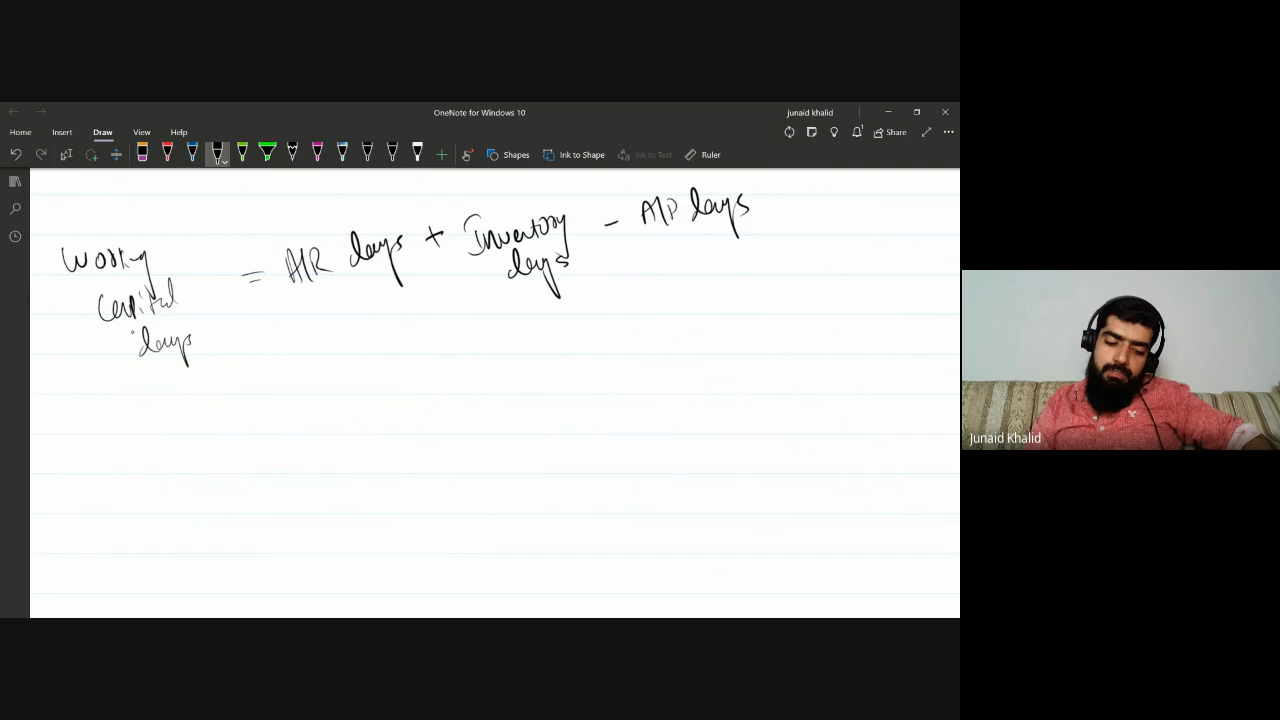 OneNote for Windows 10
junaid khalid
Home Insert Draw View Help
Share
Shapes Ink to Shape Ink to Text Ruler
Working capital days = A/R days + Inventory days - A/P days
Junaid Khalid